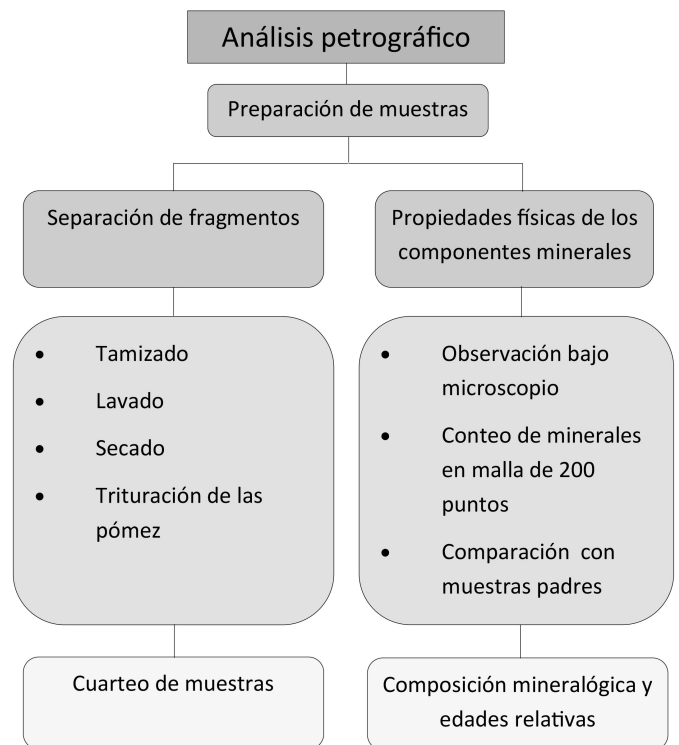 Análisis petrográfico
Preparación de muestras
Separación de fragmentos
Propiedades físicas de los
componentes minerales
• Tamizado
• Lavado
• Secado
• Trituración de las
pómez
• Observación bajo
microscopio
• Conteo de minerales
en malla de 200
puntos
• Comparación con
muestras padres
Cuarteo de muestras
Composición mineralógica y
edades relativas